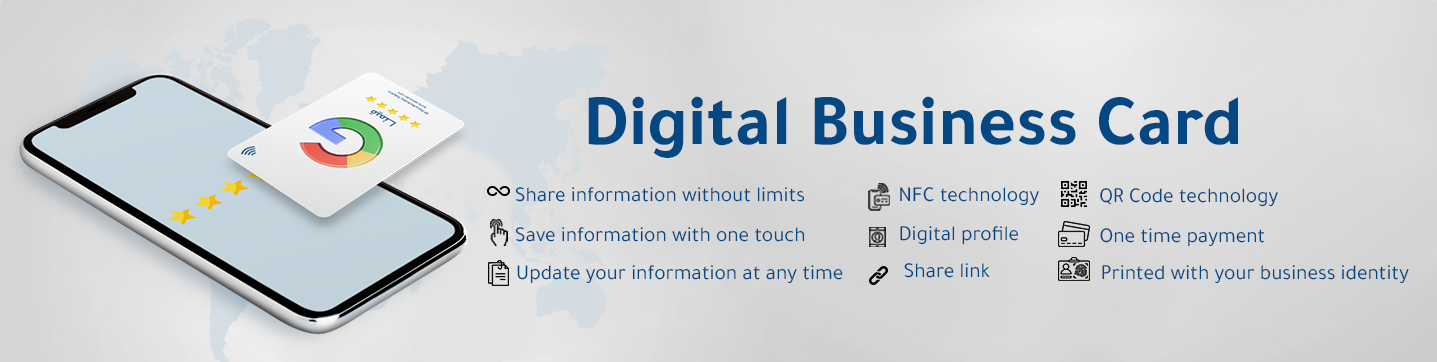 Digital Business Card
Share information without limits
NFC technology
QR Code technology
Save information with one touch
Digital profile
One time payment
Update your information at any time
Share link
Printed with your business identity